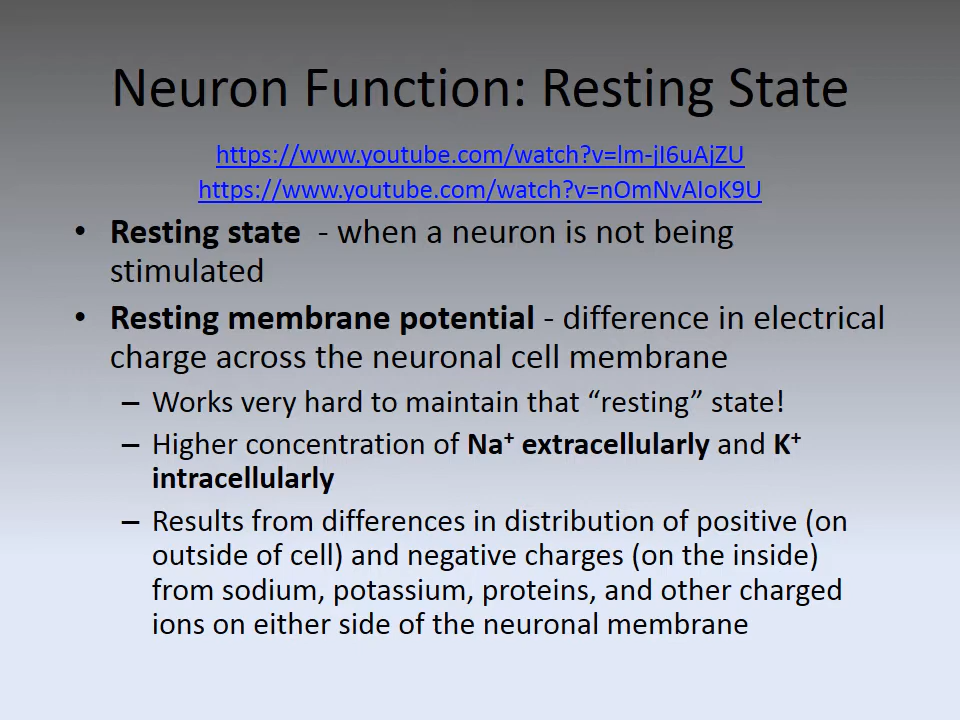 Neuron Function: Resting State
https://www.youtube.com/watch?v=lm-jI6uAjZU
https://www.youtube.com/watch?v=nOmNvAIoK9U
• Resting state - when a neuron is not being
stimulated
• Resting membrane potential - difference in electrical
charge across the neuronal cell membrane
– Works very hard to maintain that “resting” state!
– Higher concentration of Na⁺ extracellularly and K⁺
intracellularly
– Results from differences in distribution of positive (on
outside of cell) and negative charges (on the inside)
from sodium, potassium, proteins, and other charged
ions on either side of the neuronal membrane